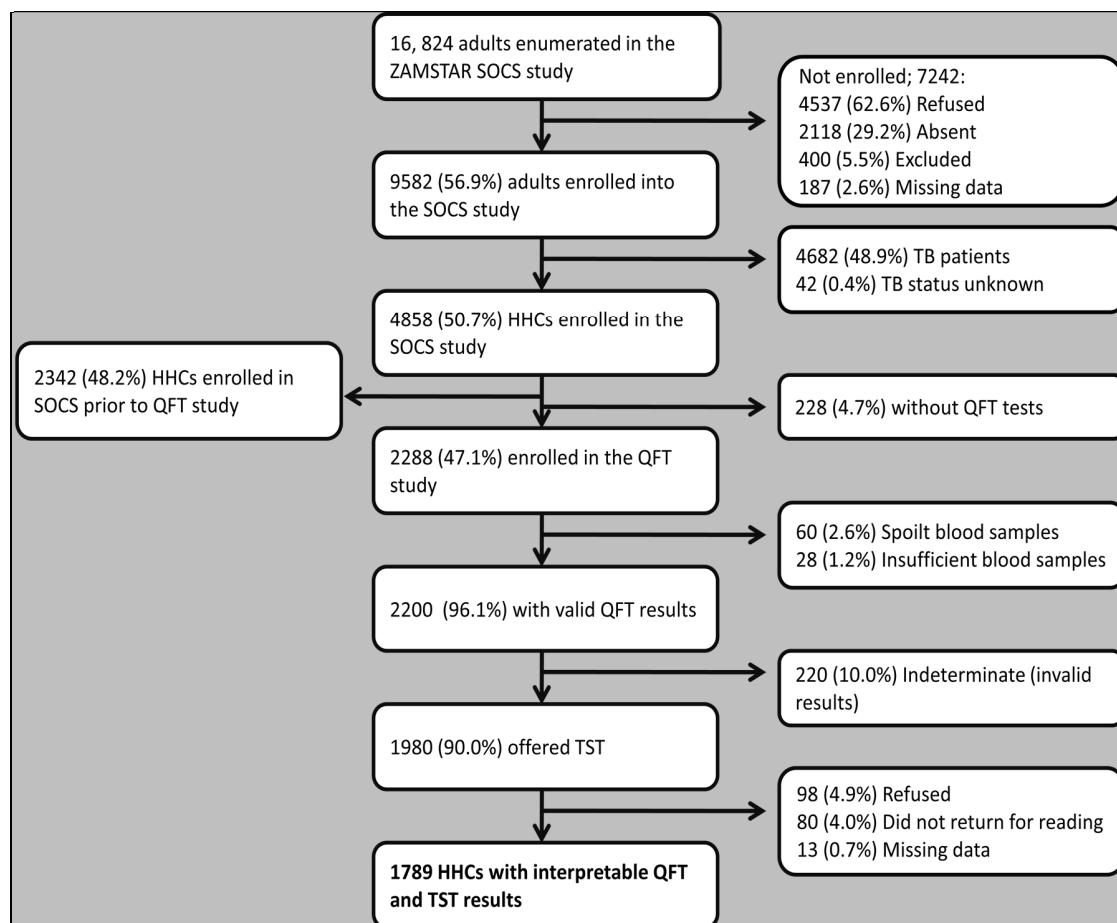 16, 824 adults enumerated in the
ZAMSTAR SOCS study
Not enrolled; 7242:
4537 (62.6%) Refused
2118 (29.2%) Absent
400 (5.5%) Excluded
187 (2.6%) Missing data
9582 (56.9%) adults enrolled into
the SOCS study
4682 (48.9%) TB patients
42 (0.4%) TB status unknown
4858 (50.7%) HHCs enrolled in the
SOCS study
2342 (48.2%) HHCs enrolled in
SOCS prior to QFT study
228 (4.7%) without QFT tests
2288 (47.1%) enrolled in the QFT
study
60 (2.6%) Spoilt blood samples
28 (1.2%) Insufficient blood samples
2200 (96.1%) with valid QFT results
220 (10.0%) Indeterminate (invalid
results)
1980 (90.0%) offered TST
98 (4.9%) Refused
80 (4.0%) Did not return for reading
13 (0.7%) Missing data
1789 HHCs with interpretable QFT
and TST results